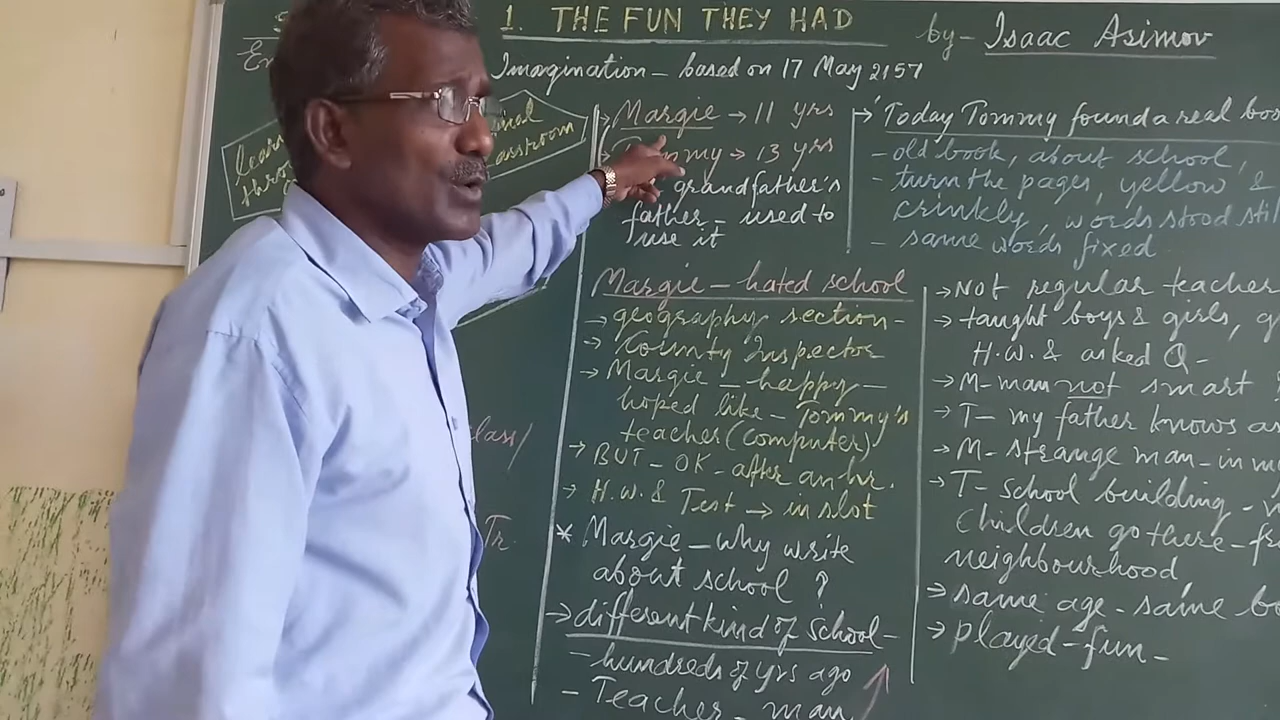 1. THE FUN THEY HAD
by- Isaac Asimov
Imagination - based on 17 May 2157
→ Margie → 11 yrs
Tommy → 13 yrs
grandfather's
father - used to
use it
→ 'Today Tommy found a real boo
- old book, about school,
- turn the pages, yellow &
crinkly, words stood stil
- same words fixed
Margie - hated school
→ geography section -
→ County Inspector
→ Margie - happy -
hoped like - Tommy's
teacher (computer)
→ BUT - OK - after an hr.
→ H.W. & Test → in slot
* Margie - why write
about school ?
→ different kind of school -
- hundreds of yrs ago
- Teacher - man
→ Not regular teacher
→ taught boys & girls, g
H.W. & asked Q -
→ M - man not smart
→ T - my father knows as
→ M - strange man - in my
→ T - school building -
Children go there - fr
neighbourhood
→ same age - same
→ played - fun -
class/
Tr.